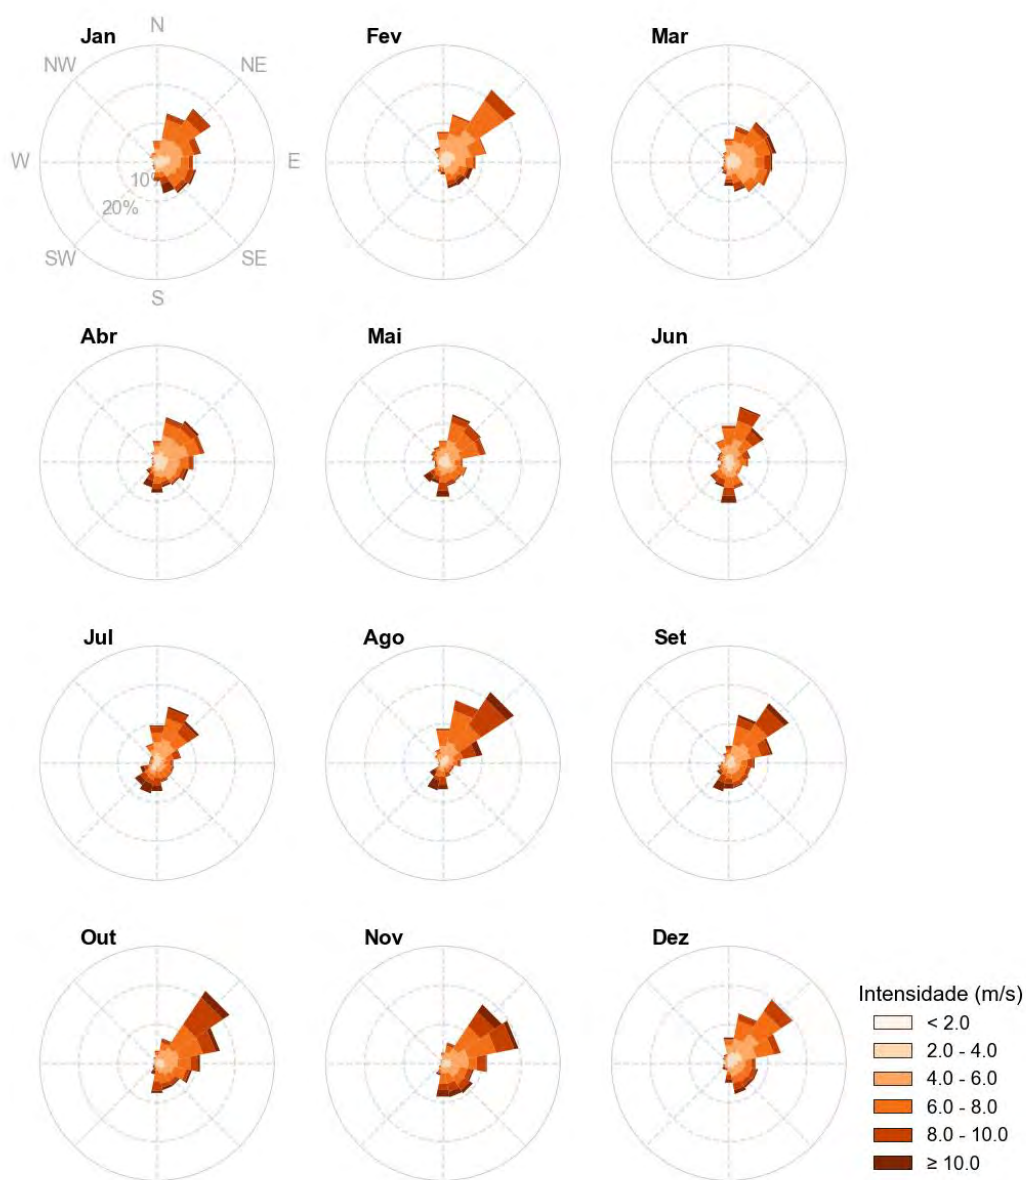 Jan
Fev
Mar
N
NW
NE
W
E
10%
20%
SW
SE
S
Abr
Mai
Jun
Jul
Ago
Set
Out
Nov
Dez
Intensidade (m/s)
< 2.0
2.0 - 4.0
4.0 - 6.0
6.0 - 8.0
8.0 - 10.0
≥ 10.0